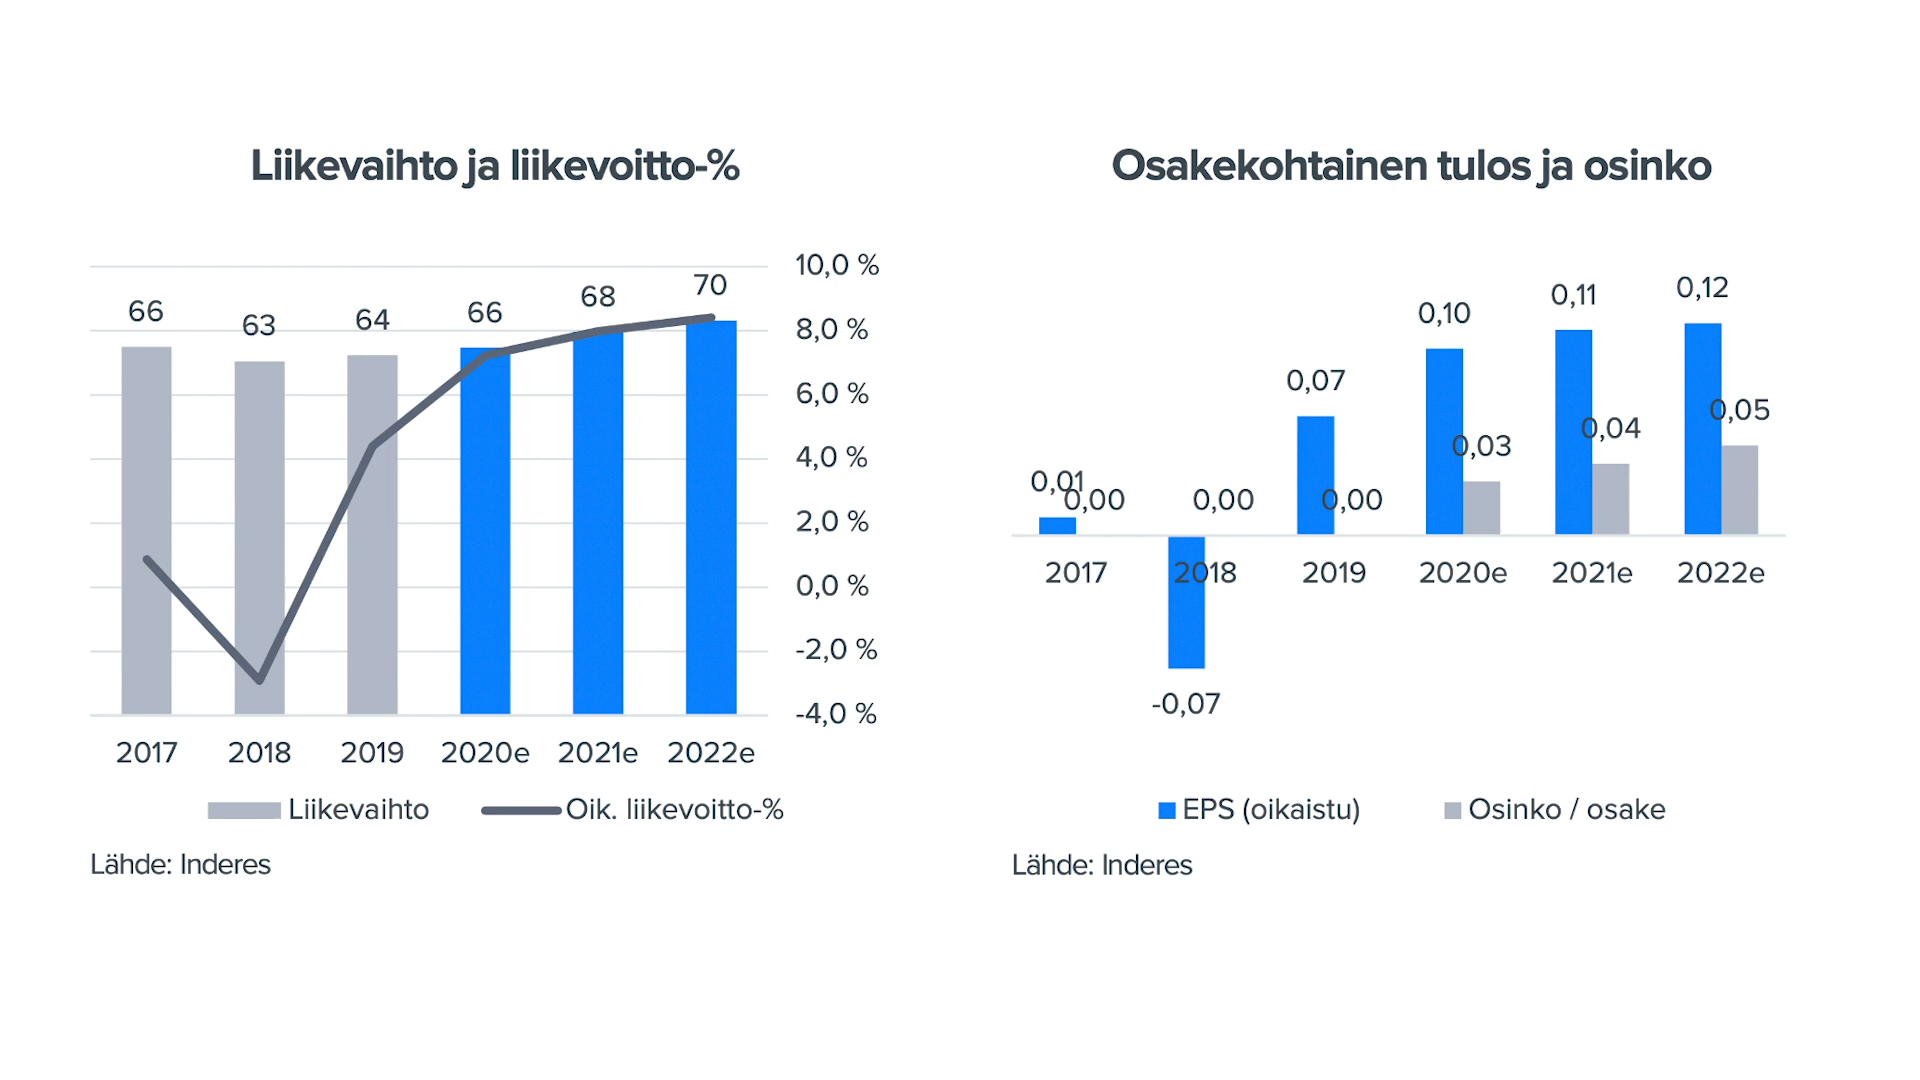 Liikevaihto ja liikevoitto-%
10,0 %
8,0 %
6,0 %
4,0 %
2,0 %
0,0 %
-2,0 %
-4,0 %
66 63 64 66 68 70
2017 2018 2019 2020e 2021e 2022e
Liikevaihto Oik. liikevoitto-%
Lähde: Inderes
Osakekohtainen tulos ja osinko
0,01 0,00 0,00 0,07 0,00 0,10 0,03 0,11 0,04 0,12 0,05
2017 2018 2019 2020e 2021e 2022e
-0,07
EPS (oikaistu) Osinko / osake
Lähde: Inderes